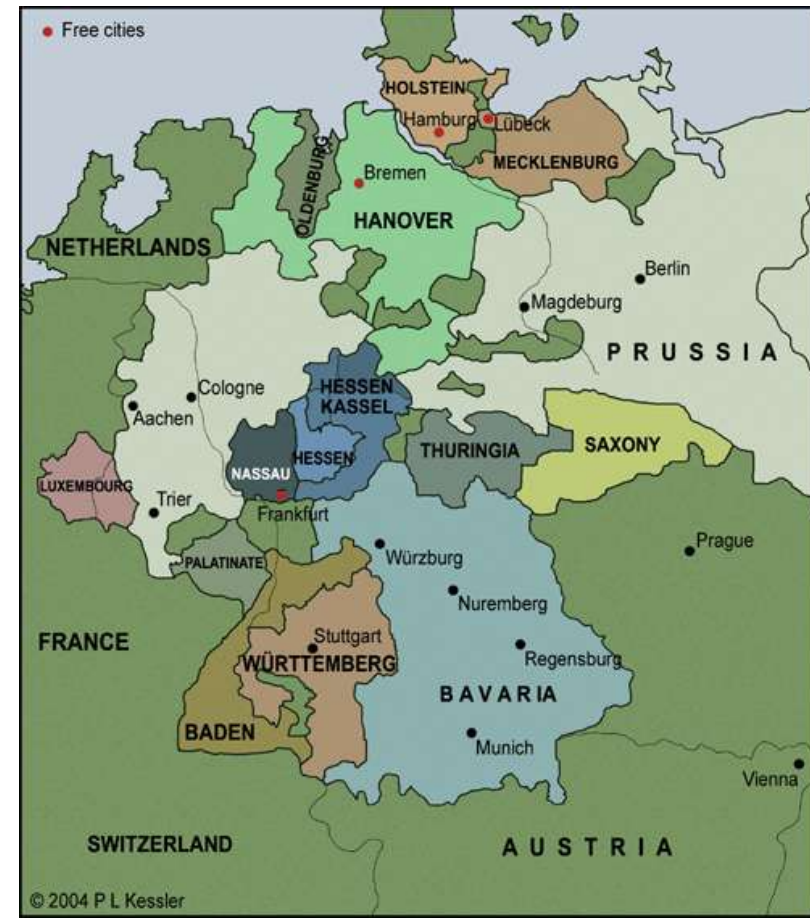 Free cities
HOLSTEIN
Hamburg
Lübeck
MECKLENBURG
OLDENBURG
Bremen
HANOVER
NETHERLANDS
Berlin
Magdeburg
PRUSSIA
Cologne
Aachen
HESSEN
KASSEL
HESSEN
NASSAU
THURINGIA
SAXONY
LUXEMBOURG
Trier
Frankfurt
PALATINATE
Würzburg
Prague
Nuremberg
FRANCE
Stuttgart
WÜRTTEMBERG
Regensburg
BAVARIA
BADEN
Munich
Vienna
SWITZERLAND
AUSTRIA
© 2004 P L Kessler